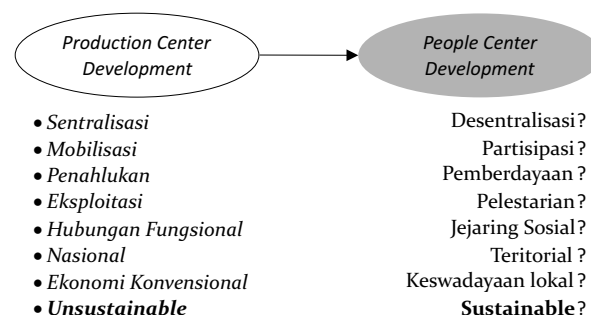 Production Center
Development
People Center
Development
• Sentralisasi
Desentralisasi?
• Mobilisasi
Partisipasi?
• Penahlukan
Pemberdayaan ?
• Eksploitasi
Pelestarian?
• Hubungan Fungsional
Jejaring Sosial?
• Nasional
Teritorial ?
• Ekonomi Konvensional
Keswadayaan lokal?
• Unsustainable
Sustainable?